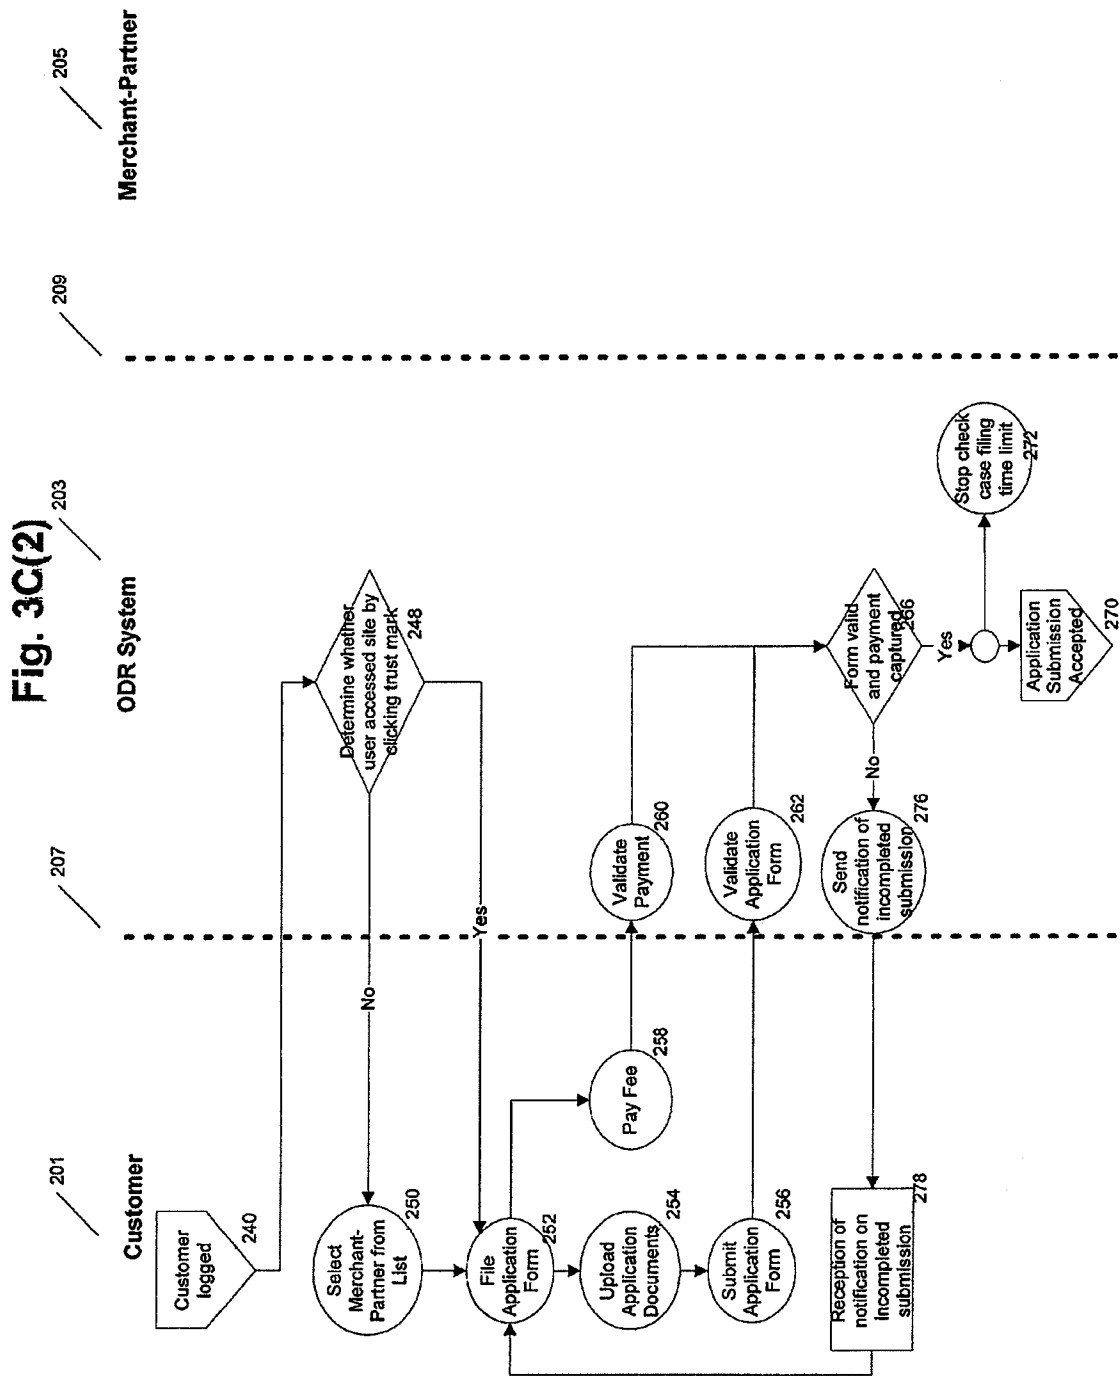 Fig. 3C(2)
201
207
203
209
205
Customer
ODR System
Merchant-Partner
Customer
logged
240
Determine whether
user accessed site by
clicking trust mark
248
No
Select
Merchant-
Partner from
List
250
Yes
File
Application
Form
252
Upload
Application
Documents
254
Pay Fee
258
Validate
Payment
260
Submit
Application
Form
256
Validate
Application
Form
262
Form valid
and payment
captured
266
No
Yes
Send
notification of
incompleted
submission
276
Reception of
notification on
incompleted
submission
278
Stop check
case filing
time limit
272
Application
Submission
Accepted
270